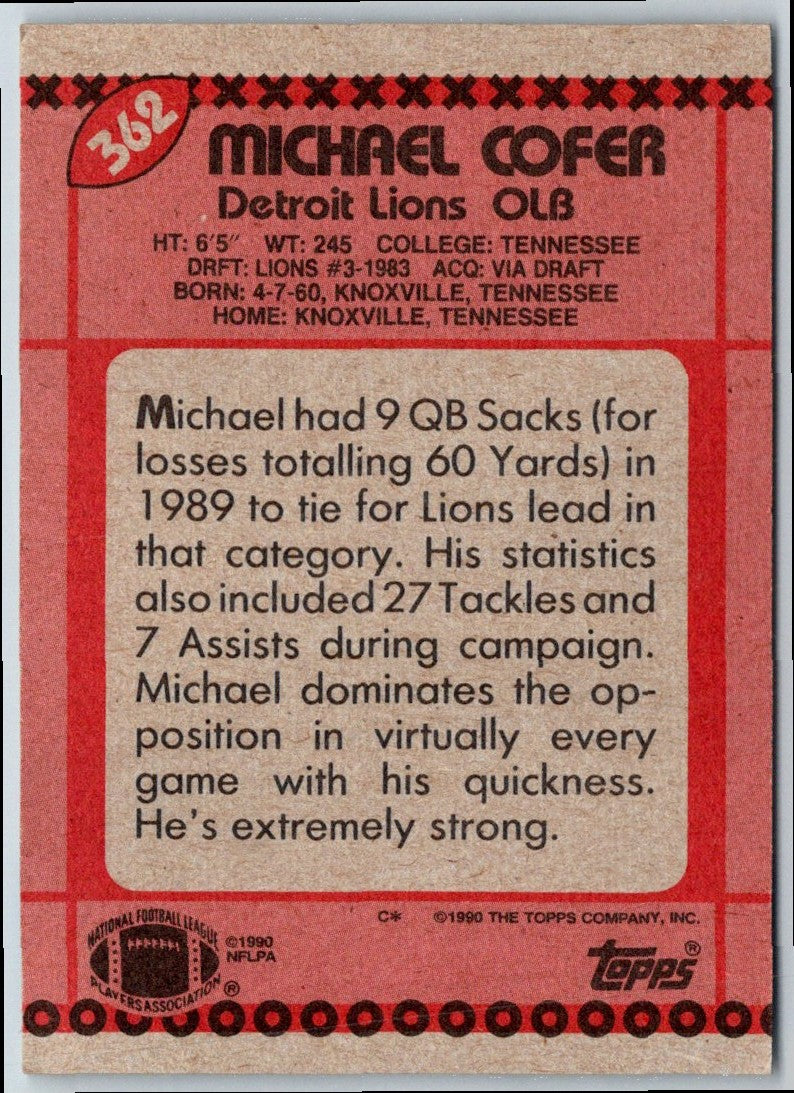 362
MICHAEL COFER
Detroit Lions OLB
HT: 6'5" WT: 245 COLLEGE: TENNESSEE
DRFT: LIONS #3-1983 ACQ: VIA DRAFT
BORN: 4-7-60, KNOXVILLE, TENNESSEE
HOME: KNOXVILLE, TENNESSEE
Michael had 9 QB Sacks (for
losses totalling 60 Yards) in
1989 to tie for Lions lead in
that category. His statistics
also included 27 Tackles and
7 Assists during campaign.
Michael dominates the op-
position in virtually every
game with his quickness.
He's extremely strong.
C* ©1990 THE TOPPS COMPANY, INC.
NATIONAL FOOTBALL LEAGUE
PLAYERS ASSOCIATION ®
©1990
NFLPA
topps®